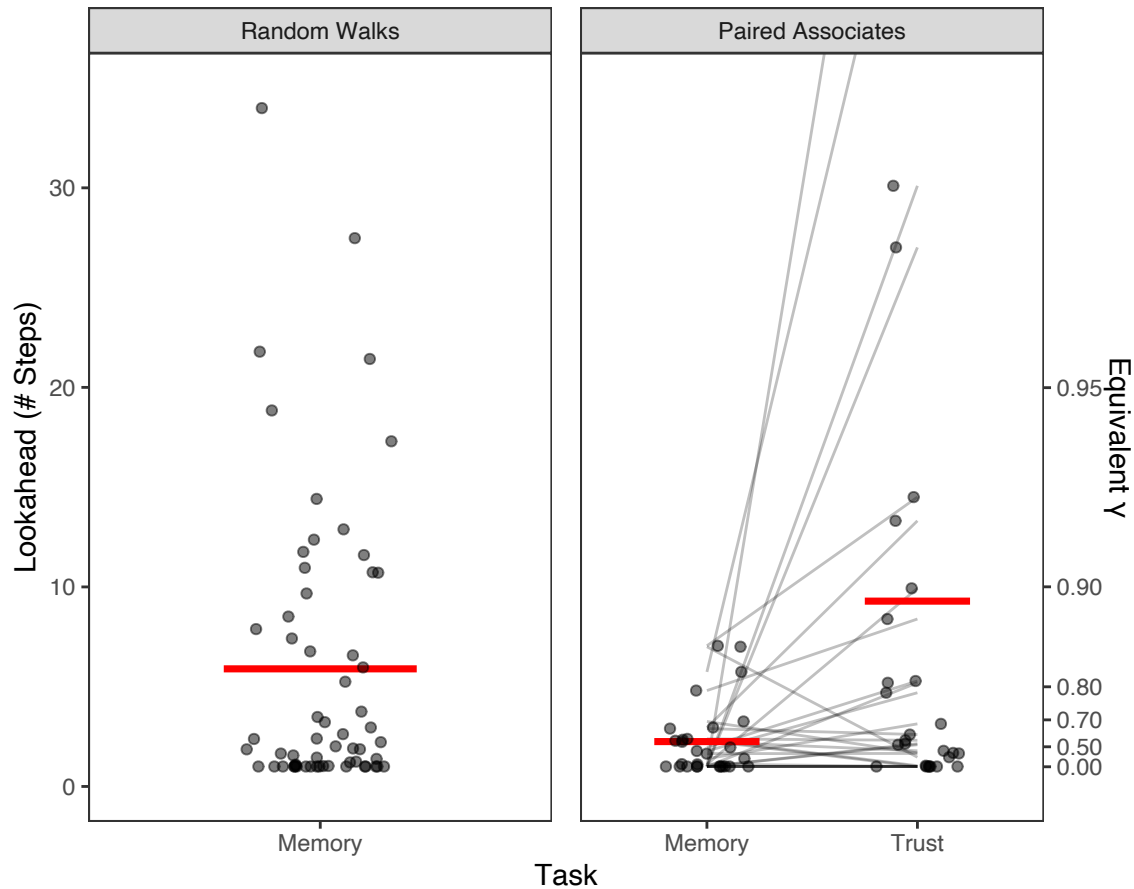 Random Walks
Paired Associates
Lookahead (# Steps)
30
20
10
0
Equivalent γ
0.95
0.90
0.80
0.70
0.50
0.00
Memory
Memory
Trust
Task